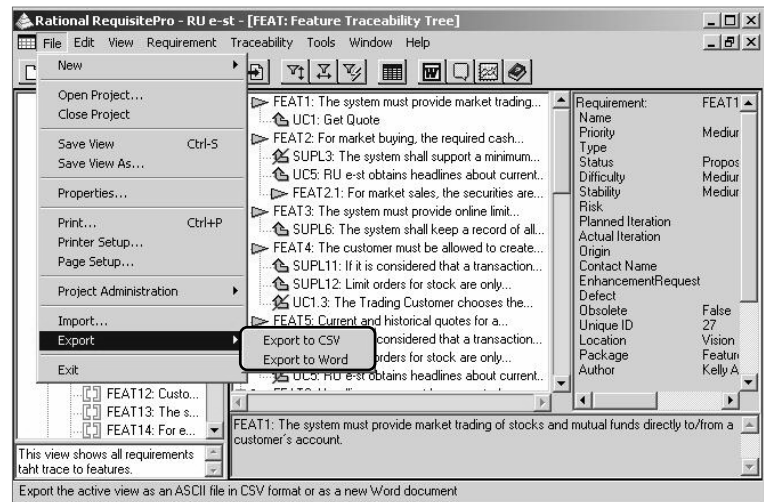 Rational RequisitePro - RU e-st - [FEAT: Feature Traceability Tree]
File Edit View Requirement Traceability Tools Window Help
New
Open Project...
Close Project
Save View Ctrl-S
Save View As...
Properties...
Print... Ctrl+P
Printer Setup...
Page Setup...
Project Administration
Import...
Export
Exit
Export to CSV
Export to Word
FEAT12: Custo...
FEAT13: The s...
FEAT14: For e...
This view shows all requirements
taht trace to features.
FEAT1: The system must provide market trading...
UC1: Get Quote
FEAT2: For market buying, the required cash...
SUPL3: The system shall support a minimum...
UC5: RU e-st obtains headlines about current..
FEAT2.1: For market sales, the securities are...
FEAT3: The system must provide online limit...
SUPL6: The system shall keep a record of all...
FEAT4: The customer must be allowed to create...
SUPL11: If it is considered that a transaction...
SUPL12: Limit orders for stock are only...
UC1.3: The Trading Customer chooses the...
FEAT5: Current and historical quotes for a...
considered that a transaction...
orders for stock are only...
UC5: RU e-st obtains headlines about current..
Requirement: FEAT1
Name
Priority Mediur
Type
Status Propos
Difficulty Mediur
Stability Mediur
Risk
Planned Iteration
Actual Iteration
Origin
Contact Name
EnhancementRequest
Defect
Obsolete False
Unique ID 27
Location Vision
Package Featur
Author Kelly A
FEAT1: The system must provide market trading of stocks and mutual funds directly to/from a
customer's account.
Export the active view as an ASCII file in CSV format or as a new Word document